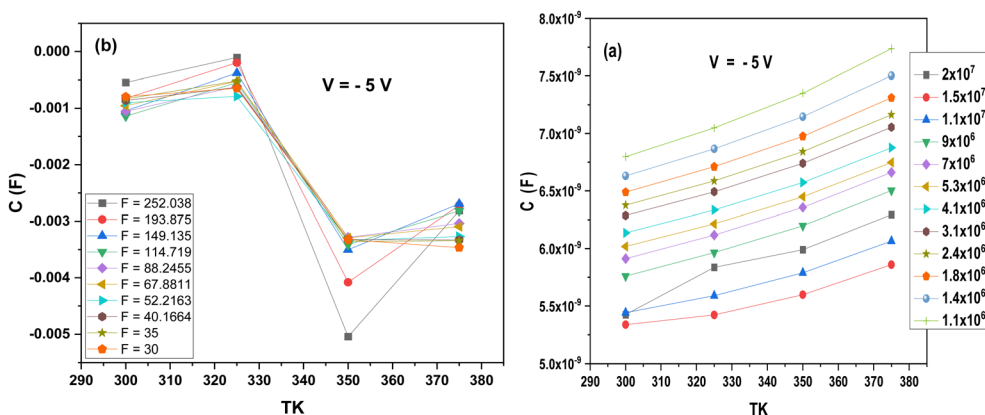 (b)
V = - 5 V
C (F)
0.000
-0.001
-0.002
-0.003
-0.004
-0.005
F = 252.038
F = 193.875
F = 149.135
F = 114.719
F = 88.2455
F = 67.8811
F = 52.2163
F = 40.1664
F = 35
F = 30
290 300 310 320 330 340 350 360 370 380
TK
(a)
V = - 5 V
C (F)
8.0x10⁻⁹
7.5x10⁻⁹
7.0x10⁻⁹
6.5x10⁻⁹
6.0x10⁻⁹
5.5x10⁻⁹
5.0x10⁻⁹
290 300 310 320 330 340 350 360 370 380
TK
2x10⁷
1.5x10⁷
1.1x10⁷
9x10⁶
7x10⁶
5.3x10⁶
4.1x10⁶
3.1x10⁶
2.4x10⁶
1.8x10⁶
1.4x10⁶
1.1x10⁶